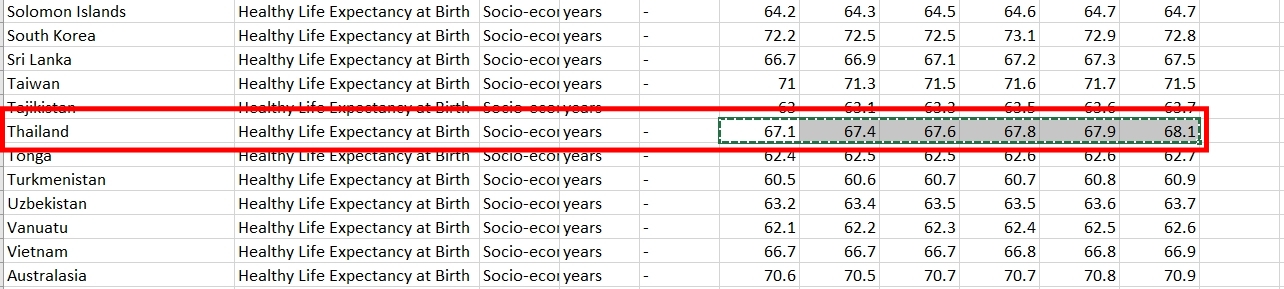 Solomon Islands Healthy Life Expectancy at Birth Socio-econ years - 64.2 64.3 64.5 64.6 64.7 64.7
South Korea Healthy Life Expectancy at Birth Socio-econ years - 72.2 72.5 72.5 73.1 72.9 72.8
Sri Lanka Healthy Life Expectancy at Birth Socio-econ years - 66.7 66.9 67.1 67.2 67.3 67.5
Taiwan Healthy Life Expectancy at Birth Socio-econ years - 71 71.3 71.5 71.6 71.7 71.5
Tajikistan Healthy Life Expectancy at Birth Socio-econ years - 63 63.1 63.3 63.5 63.6 63.7
Thailand Healthy Life Expectancy at Birth Socio-econ years - 67.1 67.4 67.6 67.8 67.9 68.1
Tonga Healthy Life Expectancy at Birth Socio-econ years - 62.4 62.5 62.5 62.6 62.6 62.7
Turkmenistan Healthy Life Expectancy at Birth Socio-econ years - 60.5 60.6 60.7 60.7 60.8 60.9
Uzbekistan Healthy Life Expectancy at Birth Socio-econ years - 63.2 63.4 63.5 63.5 63.6 63.7
Vanuatu Healthy Life Expectancy at Birth Socio-econ years - 62.1 62.2 62.3 62.4 62.5 62.6
Vietnam Healthy Life Expectancy at Birth Socio-econ years - 66.7 66.7 66.7 66.8 66.8 66.9
Australasia Healthy Life Expectancy at Birth Socio-econ years - 70.6 70.5 70.7 70.7 70.8 70.9